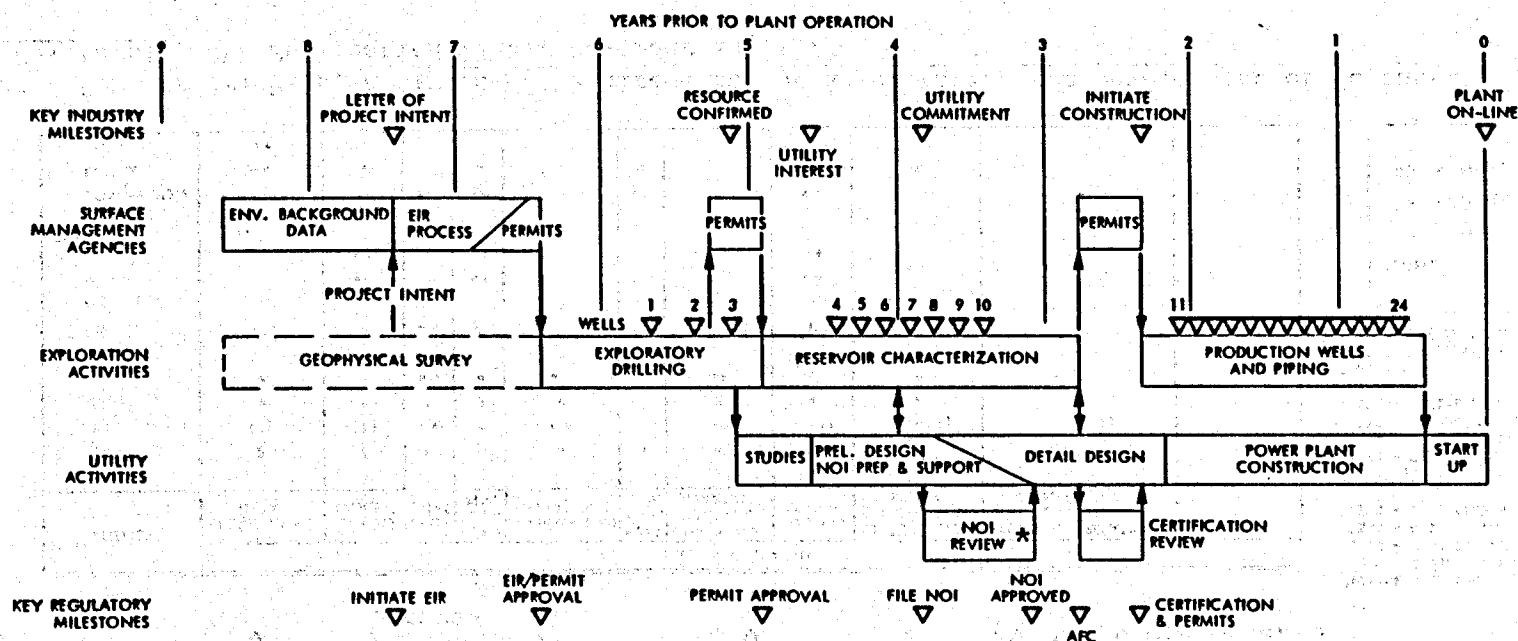 YEARS PRIOR TO PLANT OPERATION
9 8 7 6 5 4 3 2 1 0
KEY INDUSTRY
MILESTONES
LETTER OF
PROJECT INTENT
RESOURCE
CONFIRMED
UTILITY
INTEREST
UTILITY
COMMITMENT
INITIATE
CONSTRUCTION
PLANT
ON-LINE
SURFACE
MANAGEMENT
AGENCIES
ENV. BACKGROUND
DATA
EIR
PROCESS
PERMITS
PERMITS
PERMITS
PROJECT INTENT
WELLS 1 2 3 4 5 6 7 8 9 10 11 24
EXPLORATION
ACTIVITIES
GEOPHYSICAL SURVEY
EXPLORATORY
DRILLING
RESERVOIR CHARACTERIZATION
PRODUCTION WELLS
AND PIPING
UTILITY
ACTIVITIES
STUDIES
PREL. DESIGN
NOI PREP & SUPPORT
DETAIL DESIGN
POWER PLANT
CONSTRUCTION
START
UP
NOI
REVIEW *
CERTIFICATION
REVIEW
KEY REGULATORY
MILESTONES
INITIATE EIR
EIR/PERMIT
APPROVAL
PERMIT APPROVAL
FILE NOI
NOI
APPROVED
AFC
CERTIFICATION
& PERMITS